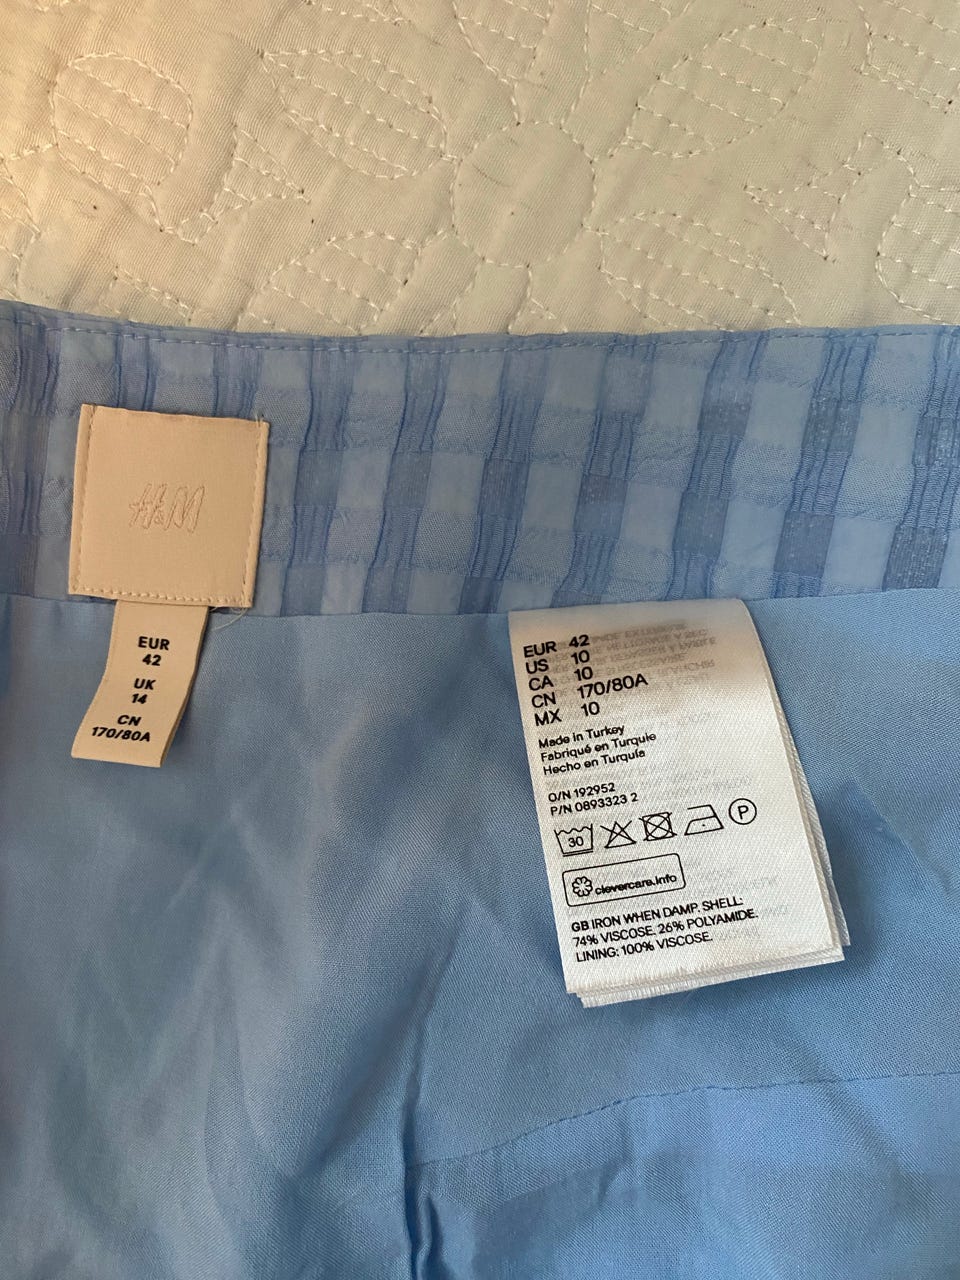 H&M
EUR
42
UK
14
CN
170/80A
EUR 42
US 10
CA 10
CN 170/80A
MX 10
Made in Turkey
Fabriqué en Turquie
Hecho en Turquía
O/N 192952
P/N 0893323 2
30
P
clevercare.info
GB IRON WHEN DAMP. SHELL:
74% VISCOSE. 26% POLYAMIDE.
LINING: 100% VISCOSE.